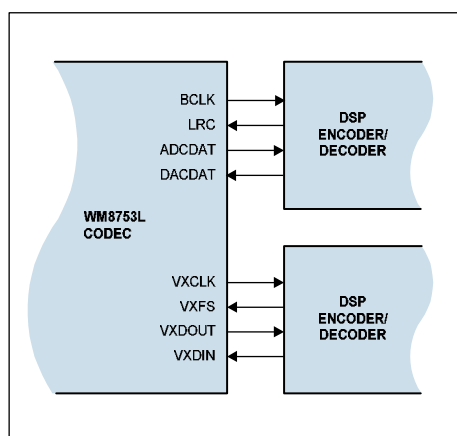 BCLK
LRC
ADCDAT
DACDAT
DSP
ENCODER/
DECODER
WM8753L
CODEC
VXCLK
VXFS
VXDOUT
VXDIN
DSP
ENCODER/
DECODER